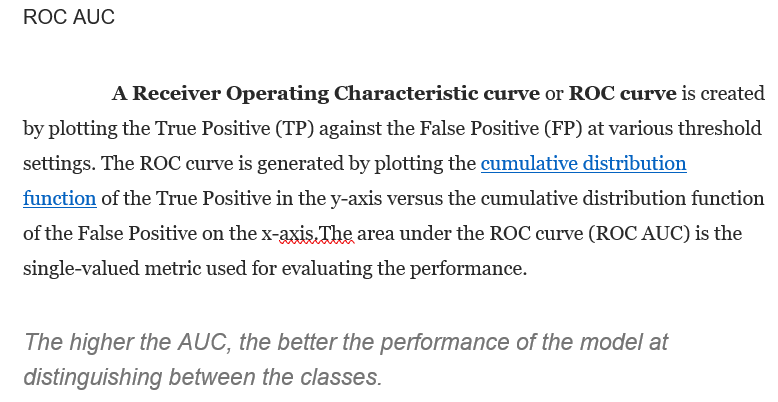 ROC AUC
A Receiver Operating Characteristic curve or ROC curve is created
by plotting the True Positive (TP) against the False Positive (FP) at various threshold
settings. The ROC curve is generated by plotting the cumulative distribution
function of the True Positive in the y-axis versus the cumulative distribution function
of the False Positive on the x-axis.The area under the ROC curve (ROC AUC) is the
single-valued metric used for evaluating the performance.
The higher the AUC, the better the performance of the model at
distinguishing between the classes.